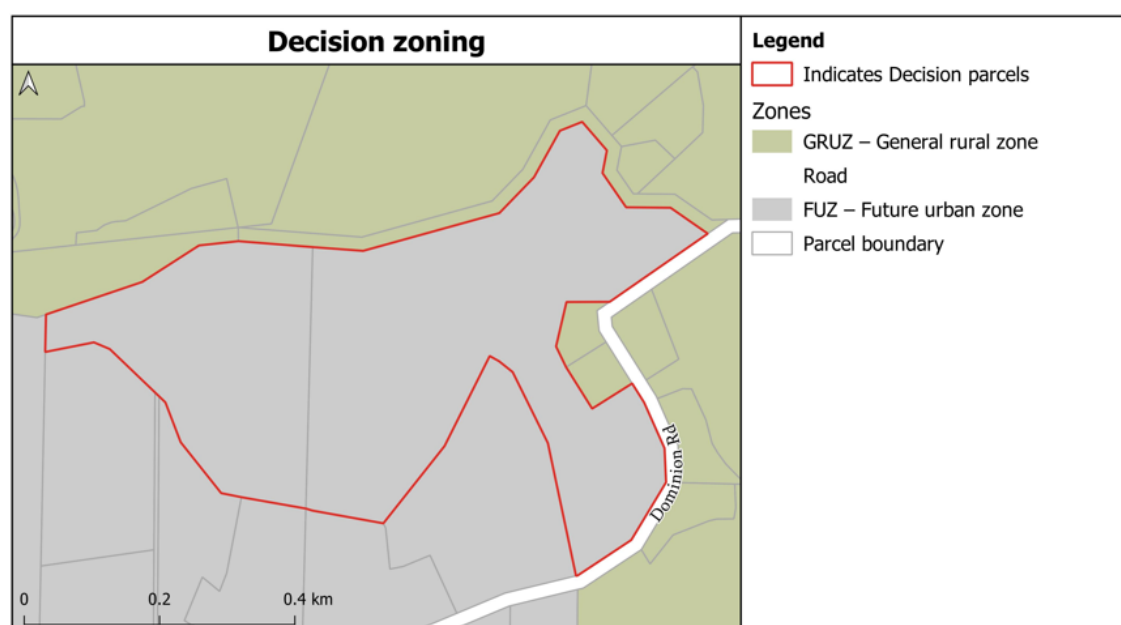 Decision zoning
Legend
Indicates Decision parcels
Zones
GRUZ – General rural zone
Road
FUZ – Future urban zone
Parcel boundary
Dominion Rd
0 0.2 0.4 km